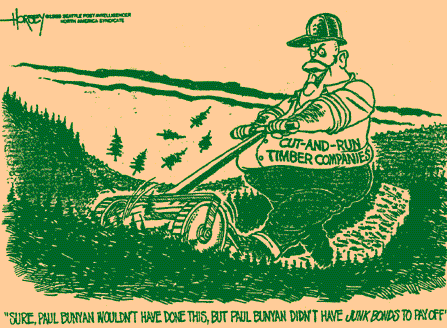 HORSEY
©1989 SEATTLE POST-INTELLIGENCER
NORTH AMERICA SYNDICATE
CUT-AND-RUN
TIMBER COMPANIES
"SURE, PAUL BUNYAN WOULDN'T HAVE DONE THIS, BUT PAUL BUNYAN DIDN'T HAVE JUNK BONDS TO PAY OFF